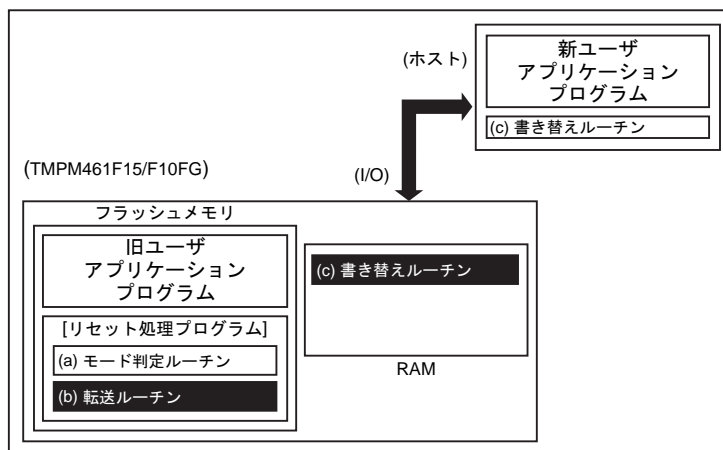 (ホスト)
新ユーザ
アプリケーション
プログラム
(c) 書き替えルーチン
(TMPM461F15/F10FG)
(I/O)
フラッシュメモリ
旧ユーザ
アプリケーション
プログラム
[リセット処理プログラム]
(a) モード判定ルーチン
(b) 転送ルーチン
(c) 書き替えルーチン
RAM